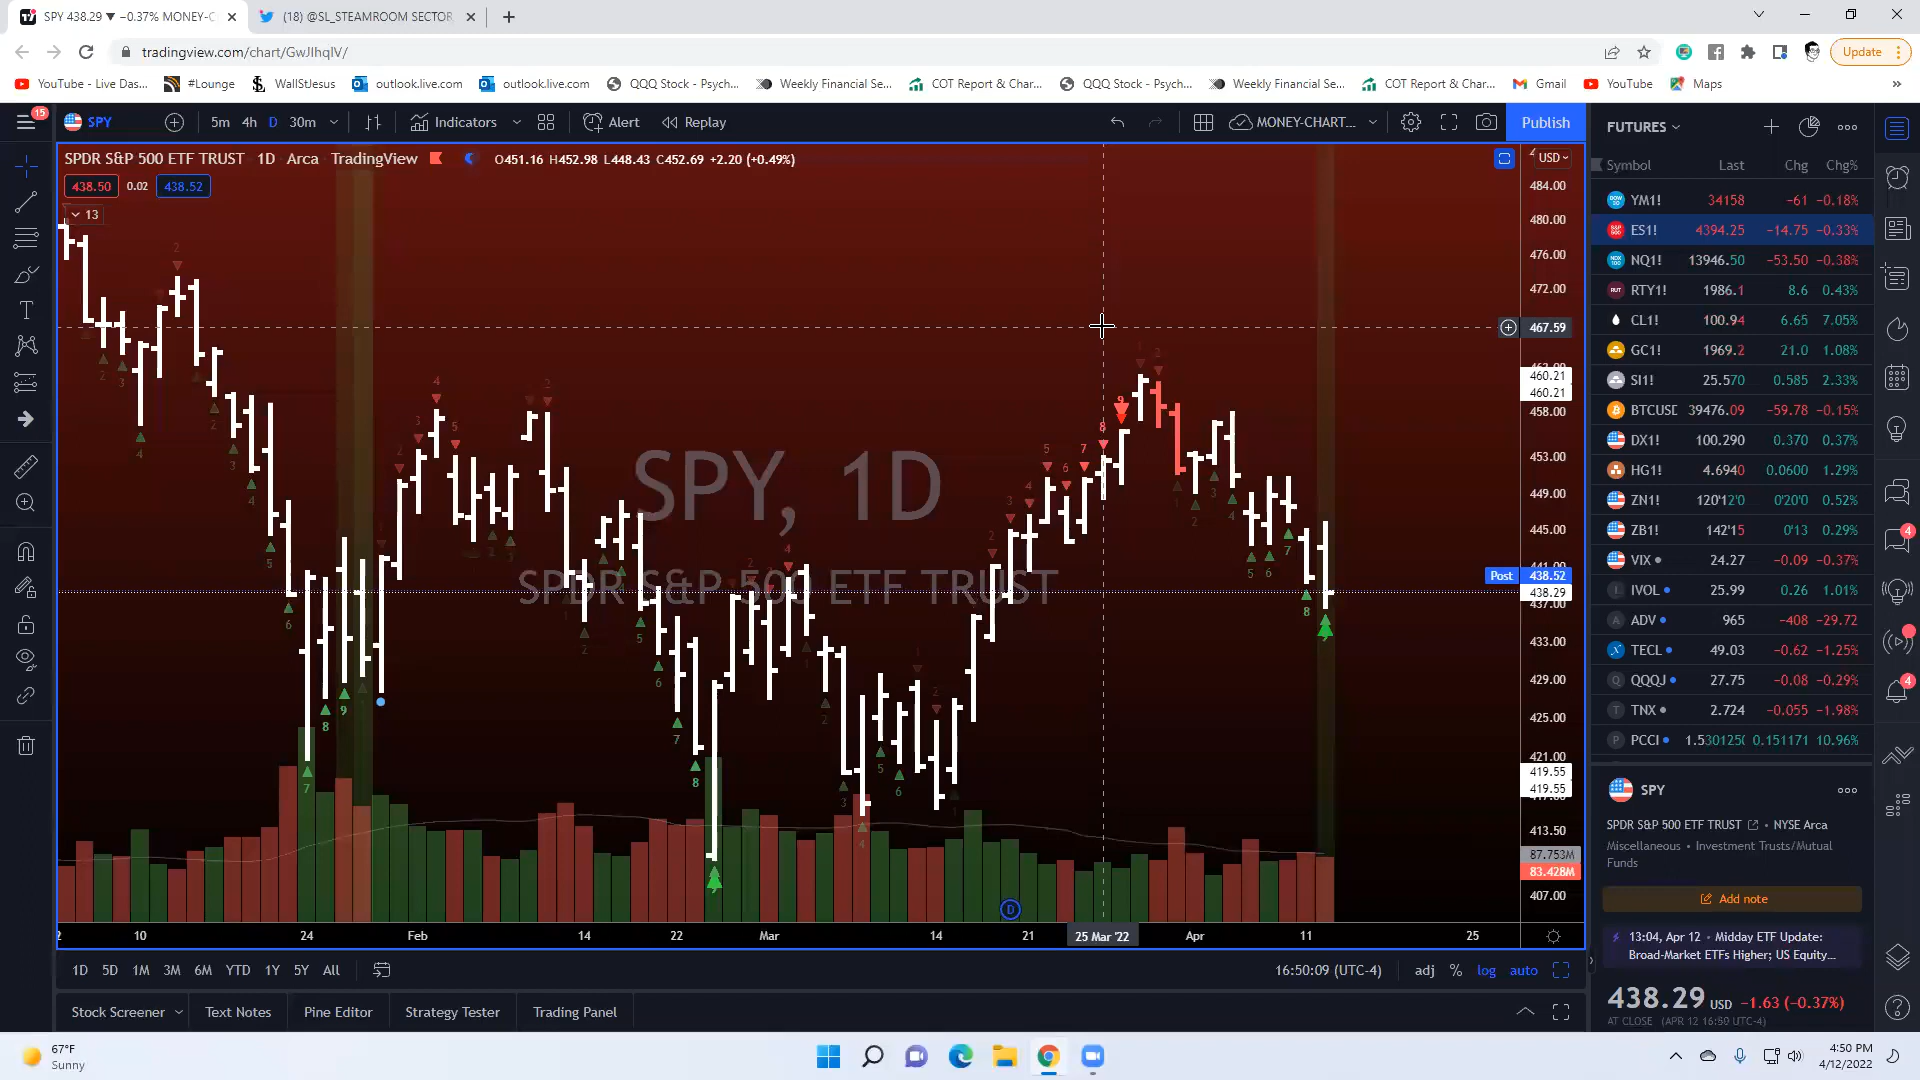 SPY 438.29 ▼ −0.37% MONEY-C
(18) @SL_STEAMROOM SECTOR
tradingview.com/chart/GwJIhqlV/
Update
YouTube - Live Das...
#Lounge
WallStJesus
outlook.live.com
outlook.live.com
QQQ Stock - Psych...
Weekly Financial Se...
COT Report & Char...
QQQ Stock - Psych...
Weekly Financial Se...
COT Report & Char...
Gmail
YouTube
Maps
15
SPY
5m 4h D 30m
Indicators
Alert
Replay
MONEY-CHART...
Publish
SPDR S&P 500 ETF TRUST 1D Arca TradingView
O451.16 H452.98 L448.43 C452.69 +2.20 (+0.49%)
438.50 0.02 438.52
13
SPY, 1D
SPDR S&P 500 ETF TRUST
USD
484.00
480.00
476.00
472.00
467.59
460.21
460.21
458.00
453.00
449.00
445.00
Post 438.52
438.29
437.00
433.00
429.00
425.00
421.00
419.55
419.55
413.50
87.753M
83.428M
407.00
D
10 24 Feb 14 22 Mar 14 21 25 Mar '22 Apr 11 25
1D 5D 1M 3M 6M YTD 1Y 5Y All
16:50:09 (UTC-4)
adj % log auto
Stock Screener
Text Notes
Pine Editor
Strategy Tester
Trading Panel
FUTURES
Symbol Last Chg Chg%
YM1! 34158 −61 −0.18%
ES1! 4394.25 −14.75 −0.33%
NQ1! 13946.50 −53.50 −0.38%
RTY1! 1986.1 8.6 0.43%
CL1! 100.94 6.65 7.05%
GC1! 1969.2 21.0 1.08%
SI1! 25.570 0.585 2.33%
BTCUSD 39476.09 −59.78 −0.15%
DX1! 100.290 0.370 0.37%
HG1! 4.6940 0.0600 1.29%
ZN1! 120'12'0 0'20'0 0.52%
ZB1! 142'15 0'13 0.29%
VIX 24.27 −0.09 −0.37%
IVOL 25.99 0.26 1.01%
ADV 965 −408 −29.72
TECL 49.03 −0.62 −1.25%
QQQJ 27.75 −0.08 −0.29%
TNX 2.724 −0.055 −1.98%
PCCI 1.530125( 0.151171 10.96%
SPY
SPDR S&P 500 ETF TRUST • NYSE Arca
Miscellaneous • Investment Trusts/Mutual
Funds
Add note
13:04, Apr 12 • Midday ETF Update:
Broad-Market ETFs Higher; US Equity...
438.29 USD −1.63 (−0.37%)
AT CLOSE (APR 12 16:50 UTC-4)
4
4
67°F
Sunny
4:50 PM
4/12/2022